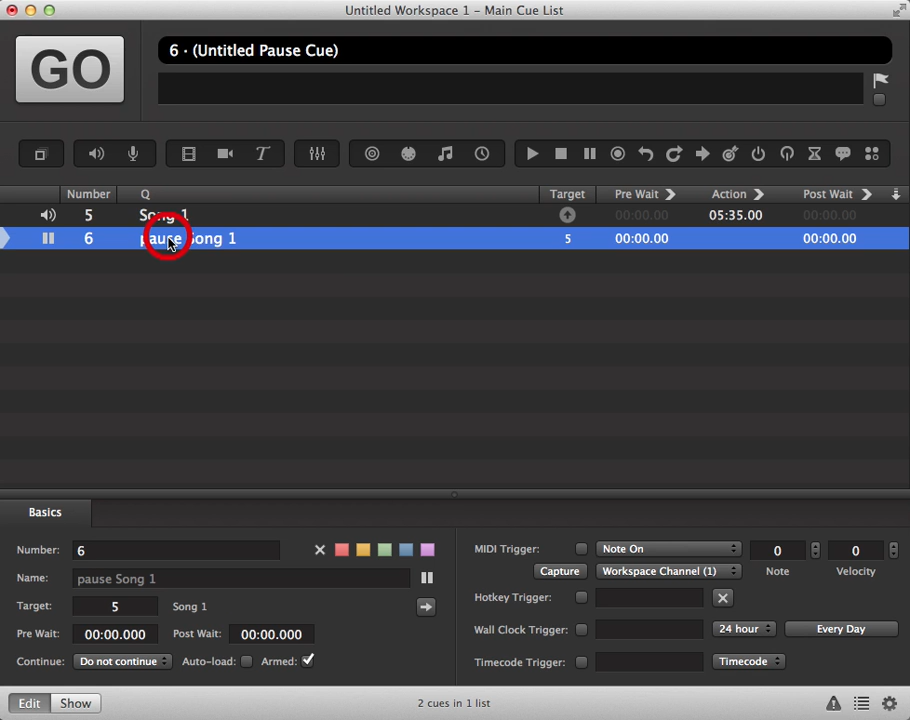 Untitled Workspace 1 – Main Cue List
GO
6 · (Untitled Pause Cue)
Number Q Target Pre Wait Action Post Wait
5 Song 1 00:00.00 05:35.00 00:00.00
6 pause Song 1 5 00:00.00 00:00.00
Basics
Number: 6
Name: pause Song 1
Target: 5 Song 1
Pre Wait: 00:00.000 Post Wait: 00:00.000
Continue: Do not continue Auto-load: Armed:
MIDI Trigger: Note On 0 0
Capture Workspace Channel (1) Note Velocity
Hotkey Trigger:
Wall Clock Trigger: 24 hour Every Day
Timecode Trigger: Timecode
Edit Show 2 cues in 1 list